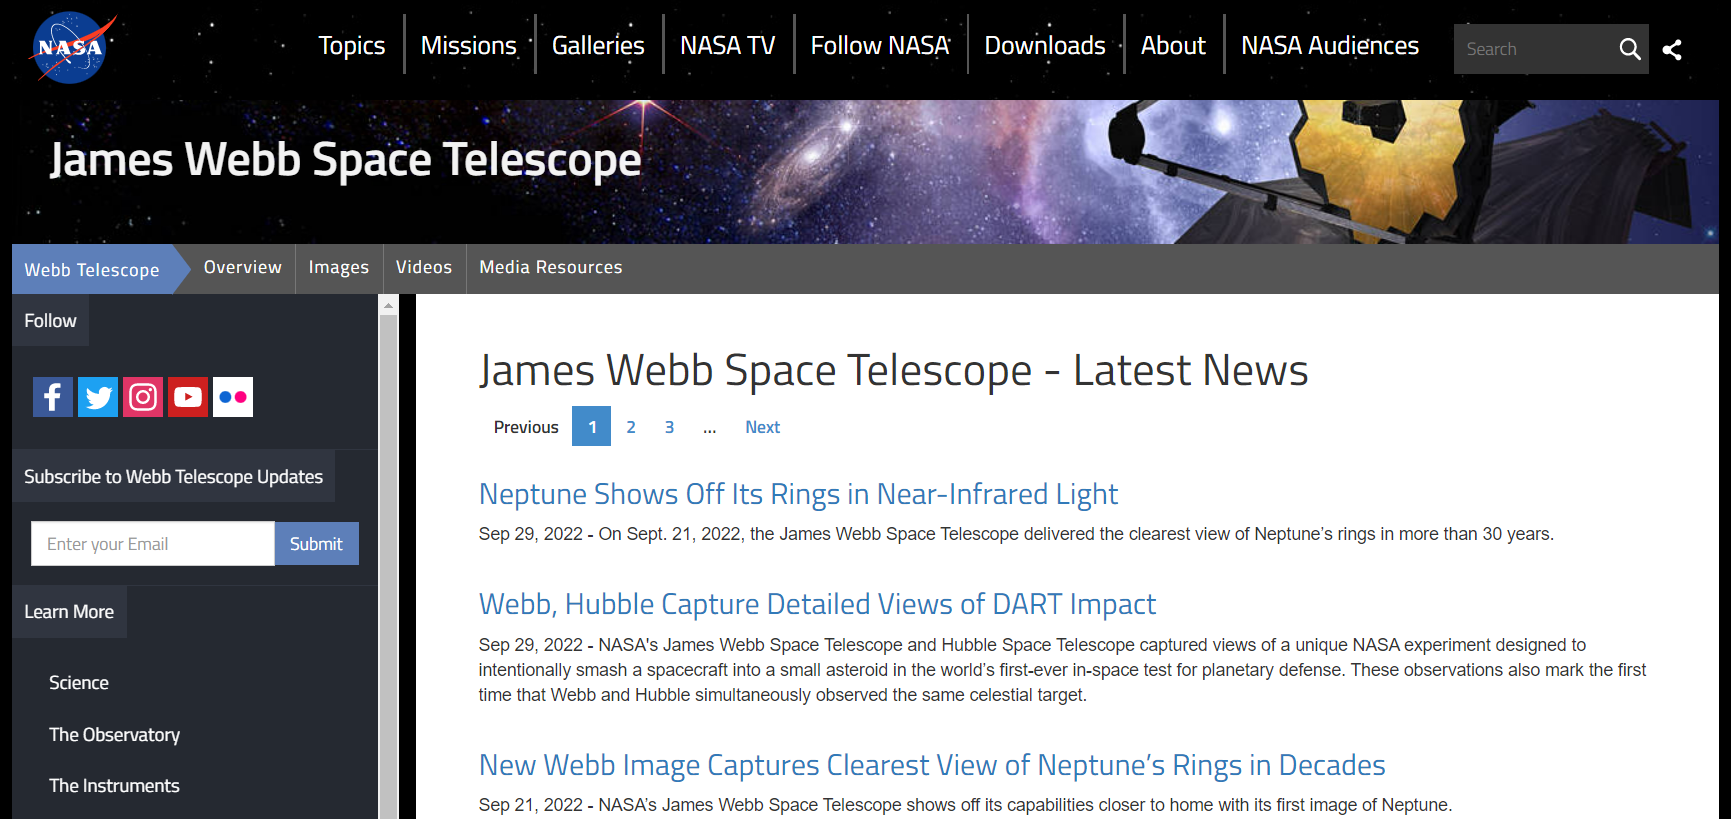 NASA
Topics
Missions
Galleries
NASA TV
Follow NASA
Downloads
About
NASA Audiences
Search
James Webb Space Telescope
Webb Telescope
Overview
Images
Videos
Media Resources
Follow
Subscribe to Webb Telescope Updates
Enter your Email
Submit
Learn More
Science
The Observatory
The Instruments
James Webb Space Telescope - Latest News
Previous 1 2 3 ... Next
Neptune Shows Off Its Rings in Near-Infrared Light
Sep 29, 2022 - On Sept. 21, 2022, the James Webb Space Telescope delivered the clearest view of Neptune’s rings in more than 30 years.
Webb, Hubble Capture Detailed Views of DART Impact
Sep 29, 2022 - NASA's James Webb Space Telescope and Hubble Space Telescope captured views of a unique NASA experiment designed to
intentionally smash a spacecraft into a small asteroid in the world’s first-ever in-space test for planetary defense. These observations also mark the first
time that Webb and Hubble simultaneously observed the same celestial target.
New Webb Image Captures Clearest View of Neptune’s Rings in Decades
Sep 21, 2022 - NASA’s James Webb Space Telescope shows off its capabilities closer to home with its first image of Neptune.